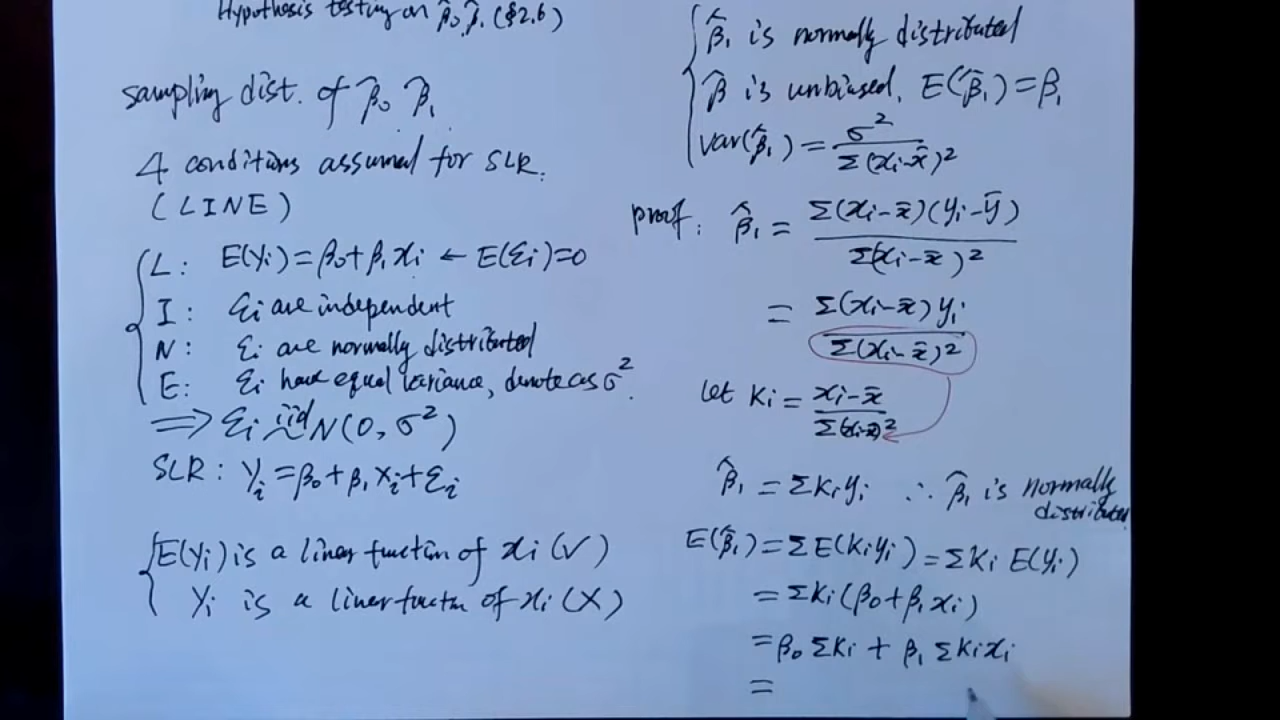 Hypothesis testing on β̂₀, β̂₁ (§2.6)
sampling dist. of β̂₀ β̂₁
4 conditions assumed for SLR.
(LINE)
L: E(Yi) = β₀ + β₁xi ← E(εi) = 0
I: εi are independent
N: εi are normally distributed
E: εi have equal variance, denote as σ².
⟹ εi iid~ N(0, σ²)
SLR: Yi = β₀ + β₁Xi + εi
E(Yi) is a linear function of xi (V)
Yi is a linear functn of xi (X)
β̂₁ is normally distributed
β̂ is unbiased, E(β̂₁) = β₁
Var(β̂₁) = σ² / Σ(xi-x̄)²
proof: β̂₁ = Σ(xi-x̄)(yi-ȳ) / Σ(xi-x̄)²
= Σ(xi-x̄)yi / Σ(xi-x̄)²
let Ki = xi-x̄ / Σ(xi-x̄)²
β̂₁ = ΣKiyi ∴ β̂₁ is normally
distributed
E(β̂₁) = ΣE(Kiyi) = ΣKi E(yi)
= ΣKi(β₀+β₁xi)
= β₀ΣKi + β₁ΣKixi
=